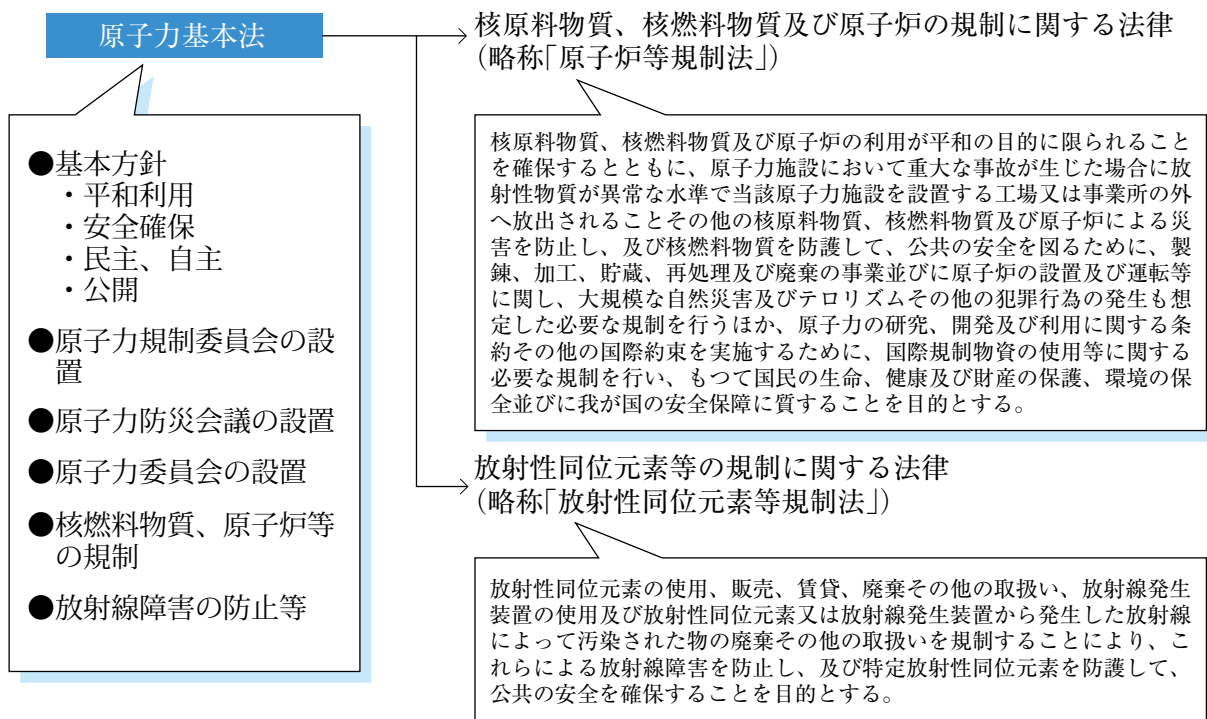 原子力基本法
●基本方針
・平和利用
・安全確保
・民主、自主
・公開
●原子力規制委員会の設
置
●原子力防災会議の設置
●原子力委員会の設置
●核燃料物質、原子炉等
の規制
●放射線障害の防止等
核原料物質、核燃料物質及び原子炉の規制に関する法律
（略称「原子炉等規制法」）
核原料物質、核燃料物質及び原子炉の利用が平和の目的に限られること
を確保するとともに、原子力施設において重大な事故が生じた場合に放
射性物質が異常な水準で当該原子力施設を設置する工場又は事業所の外
へ放出されることその他の核原料物質、核燃料物質及び原子炉による災
害を防止し、及び核燃料物質を防護して、公共の安全を図るために、製
錬、加工、貯蔵、再処理及び廃棄の事業並びに原子炉の設置及び運転等
に関し、大規模な自然災害及びテロリズムその他の犯罪行為の発生も想
定した必要な規制を行うほか、原子力の研究、開発及び利用に関する条
約その他の国際約束を実施するために、国際規制物資の使用等に関する
必要な規制を行い、もつて国民の生命、健康及び財産の保護、環境の保
全並びに我が国の安全保障に質することを目的とする。
放射性同位元素等の規制に関する法律
（略称「放射性同位元素等規制法」）
放射性同位元素の使用、販売、賃貸、廃棄その他の取扱い、放射線発生
装置の使用及び放射性同位元素又は放射線発生装置から発生した放射線
によって汚染された物の廃棄その他の取扱いを規制することにより、こ
れらによる放射線障害を防止し、及び特定放射性同位元素を防護して、
公共の安全を確保することを目的とする。